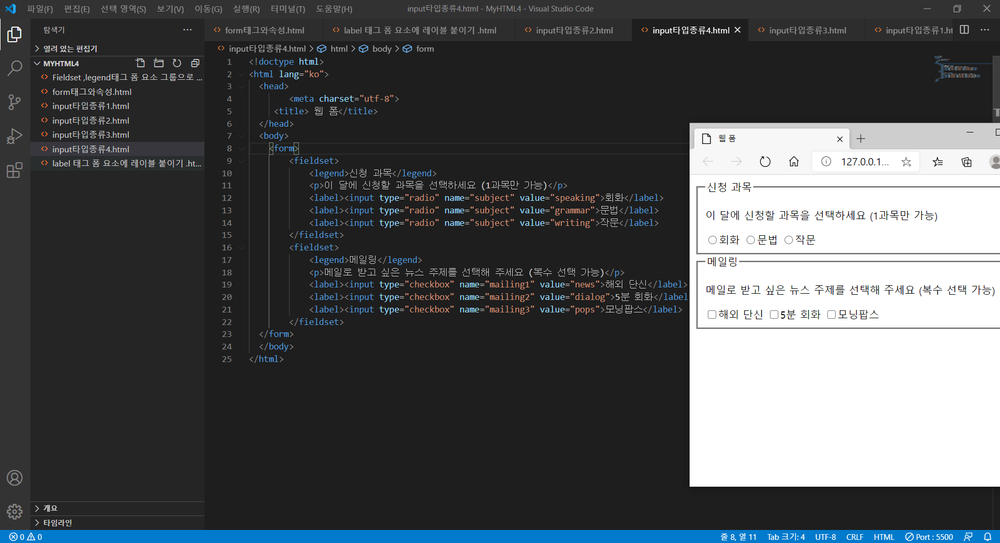 파일(F) 편집(E) 선택 영역(S) 보기(V) 이동(G) 실행(R) 터미널(T) 도움말(H) input타입종류4.html - MyHTML4 - Visual Studio Code
탐색기
form태그와속성.html
label 태그 폼 요소에 레이블 붙이기 .html
input타입종류2.html
input타입종류4.html
input타입종류3.html
input타입종류1.ht
열려 있는 편집기
MYHTML4
Fieldset ,legend태그 폼 요소 그룹으로 ...
form태그와속성.html
input타입종류1.html
input타입종류2.html
input타입종류3.html
input타입종류4.html
label 태그 폼 요소에 레이블 붙이기 .ht...
개요
타임라인
input타입종류4.html > html > body > form
1 <!doctype html>
2 <html lang="ko">
3 <head>
4 <meta charset="utf-8">
5 <title> 웹 폼</title>
6 </head>
7 <body>
8 <form>
9 <fieldset>
10 <legend>신청 과목</legend>
11 <p>이 달에 신청할 과목을 선택하세요 (1과목만 가능)</p>
12 <label><input type="radio" name="subject" value="speaking">회화</label>
13 <label><input type="radio" name="subject" value="grammar">문법</label>
14 <label><input type="radio" name="subject" value="writing">작문</label>
15 </fieldset>
16 <fieldset>
17 <legend>메일링</legend>
18 <p>메일로 받고 싶은 뉴스 주제를 선택해 주세요 (복수 선택 가능)</p>
19 <label><input type="checkbox" name="mailing1" value="news">해외 단신</label>
20 <label><input type="checkbox" name="mailing2" value="dialog">5분 회화</label
21 <label><input type="checkbox" name="mailing3" value="pops">모닝팝스</label>
22 </fieldset>
23 </form>
24 </body>
25 </html>
웹 폼
127.0.0.1...
신청 과목
이 달에 신청할 과목을 선택하세요 (1과목만 가능)
회화 문법 작문
메일링
메일로 받고 싶은 뉴스 주제를 선택해 주세요 (복수 선택 가능)
해외 단신 5분 회화 모닝팝스
0 0 줄 8, 열 11 Tab 크기: 4 UTF-8 CRLF HTML Port : 5500